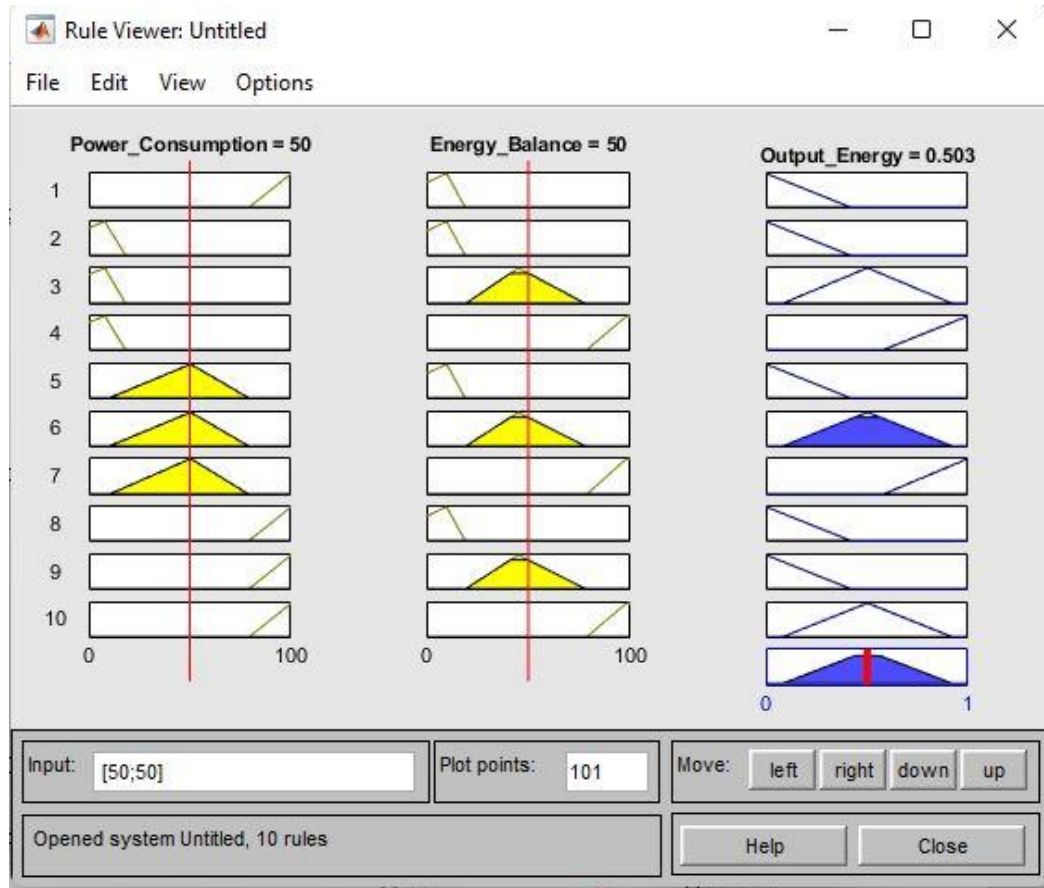 Rule Viewer: Untitled
File Edit View Options
Power_Consumption = 50
Energy_Balance = 50
Output_Energy = 0.503
1
2
3
4
5
6
7
8
9
10
0 100
0 100
0 1
Input: [50;50]
Plot points: 101
Move: left right down up
Opened system Untitled, 10 rules
Help Close